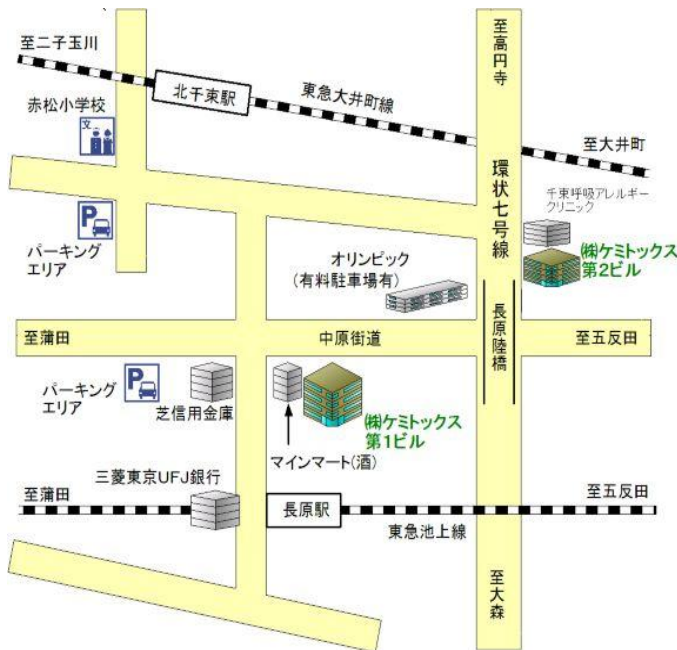 至二子玉川
至高円寺
北千束駅
東急大井町線
赤松小学校
文
至大井町
環状七号線
千束呼吸アレルギー
クリニック
P
パーキング
エリア
オリンピック
(有料駐車場有)
㈱ケミトックス
第2ビル
至蒲田
中原街道
長原陸橋
至五反田
P
パーキング
エリア
芝信用金庫
㈱ケミトックス
第1ビル
マインマート(酒)
三菱東京UFJ銀行
至蒲田
長原駅
至五反田
東急池上線
至大森